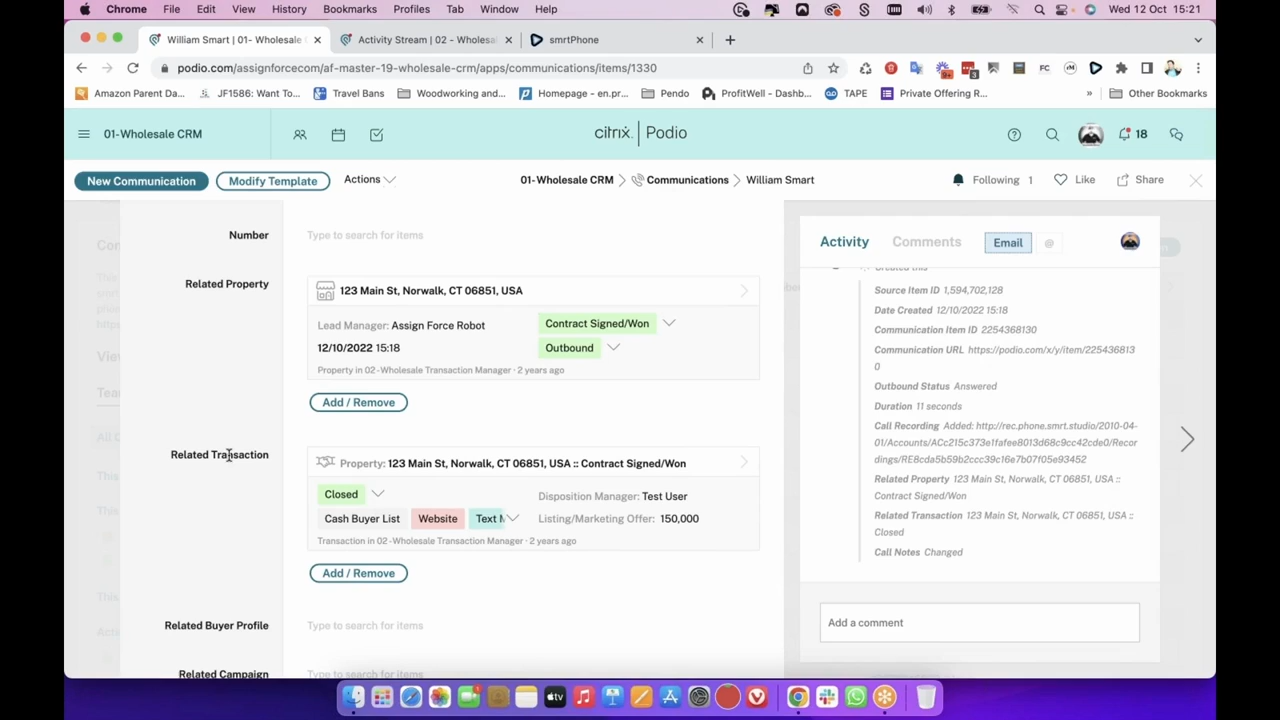 Chrome File Edit View History Bookmarks Profiles Tab Window Help Wed 12 Oct 15:21
William Smart | 01- Wholesale Activity Stream | 02 - Wholesa smrtPhone
podio.com/assignforcecom/af-master-19-wholesale-crm/apps/communications/items/1330
Amazon Parent Da... JF1586: Want To... Travel Bans Woodworking and... Homepage - en.pr... Pendo ProfitWell - Dashb... TAPE Private Offering R... » Other Bookmarks
01-Wholesale CRM
citrix | Podio
18
New Communication Modify Template Actions 01-Wholesale CRM Communications William Smart Following 1 Like Share
Number Type to search for items
Related Property
123 Main St, Norwalk, CT 06851, USA
Lead Manager: Assign Force Robot Contract Signed/Won
12/10/2022 15:18 Outbound
Property in 02-Wholesale Transaction Manager · 2 years ago
Add / Remove
Related Transaction
Property: 123 Main St, Norwalk, CT 06851, USA :: Contract Signed/Won
Closed Disposition Manager: Test User
Cash Buyer List Website Text Listing/Marketing Offer: 150,000
Transaction in 02-Wholesale Transaction Manager · 2 years ago
Add / Remove
Related Buyer Profile Type to search for items
Related Campaign Type to search for items
Activity Comments Email @
Created this
Source Item ID 1,594,702,128
Date Created 12/10/2022 15:18
Communication Item ID 2254368130
Communication URL https://podio.com/x/y/item/225436813
0
Outbound Status Answered
Duration 11 seconds
Call Recording Added: http://rec.phone.smrt.studio/2010-04-
01/Accounts/ACc215c373e1fafee8013d68c9cc42cde0/Recor
dings/RE8cda5b59b2ccc39c16e7b07f05e93452
Related Property 123 Main St, Norwalk, CT 06851, USA ::
Contract Signed/Won
Related Transaction 123 Main St, Norwalk, CT 06851, USA ::
Closed
Call Notes Changed
Add a comment